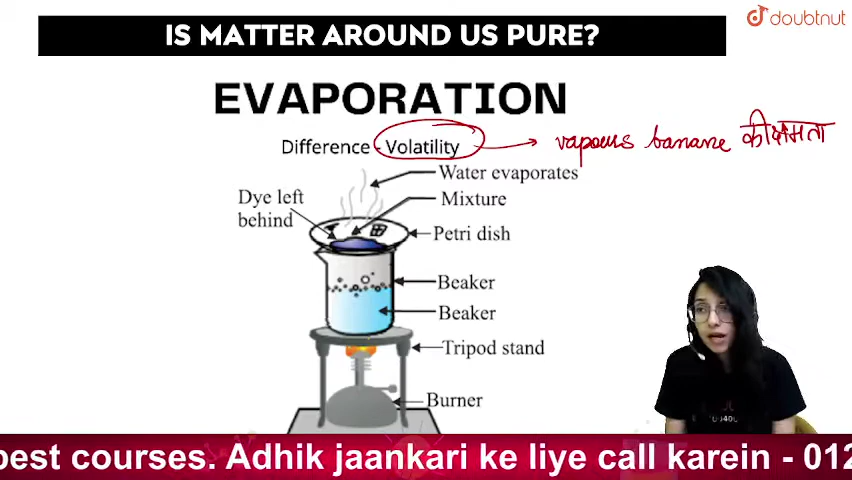 IS MATTER AROUND US PURE?
doubtnut
EVAPORATION
Difference - Volatility → vapours banane की क्षमता
Water evaporates
Dye left
behind
Mixture
Petri dish
Beaker
Beaker
Tripod stand
Burner
best courses. Adhik jaankari ke liye call karein - 012